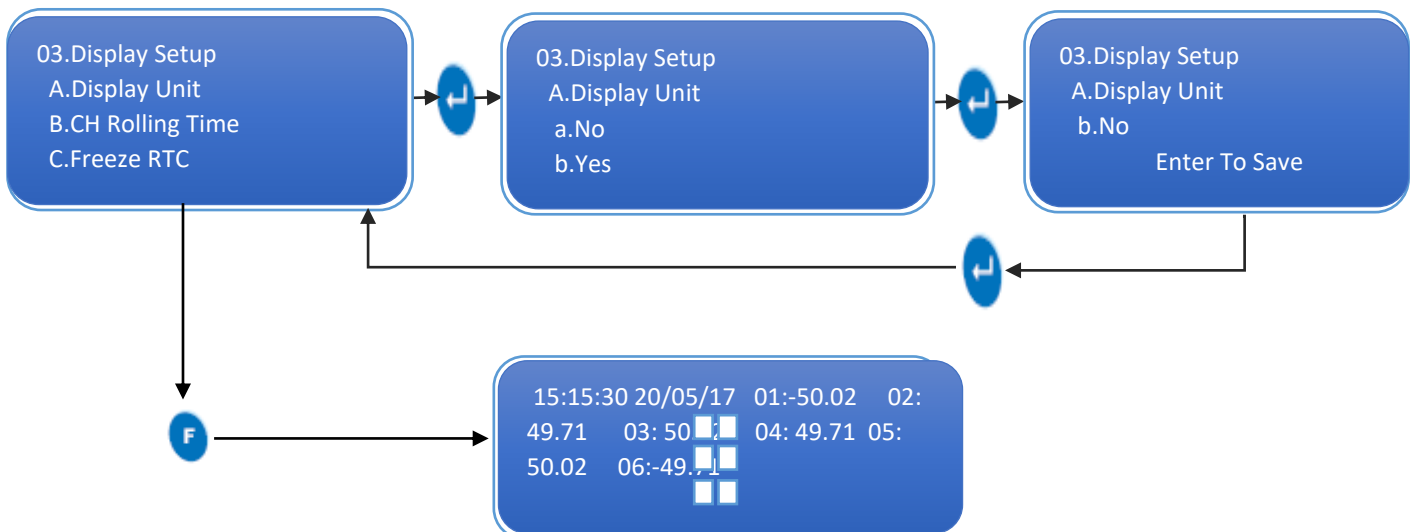 03.Display Setup
A.Display Unit
B.CH Rolling Time
C.Freeze RTC
03.Display Setup
A.Display Unit
a.No
b.Yes
03.Display Setup
A.Display Unit
b.No
Enter To Save
F
15:15:30 20/05/17 01:-50.02 02:
49.71 03: 04: 49.71 05:
50.02 06: